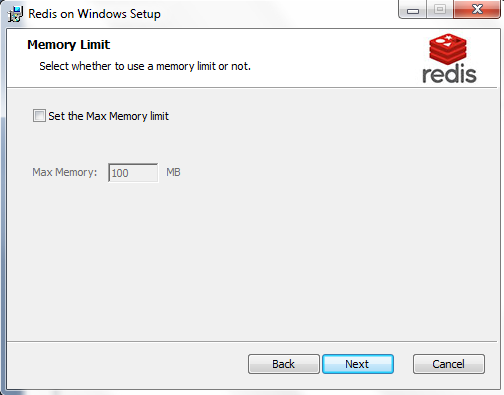 Redis on Windows Setup
Memory Limit
Select whether to use a memory limit or not.
redis
Set the Max Memory limit
Max Memory: 100 MB
Back Next Cancel